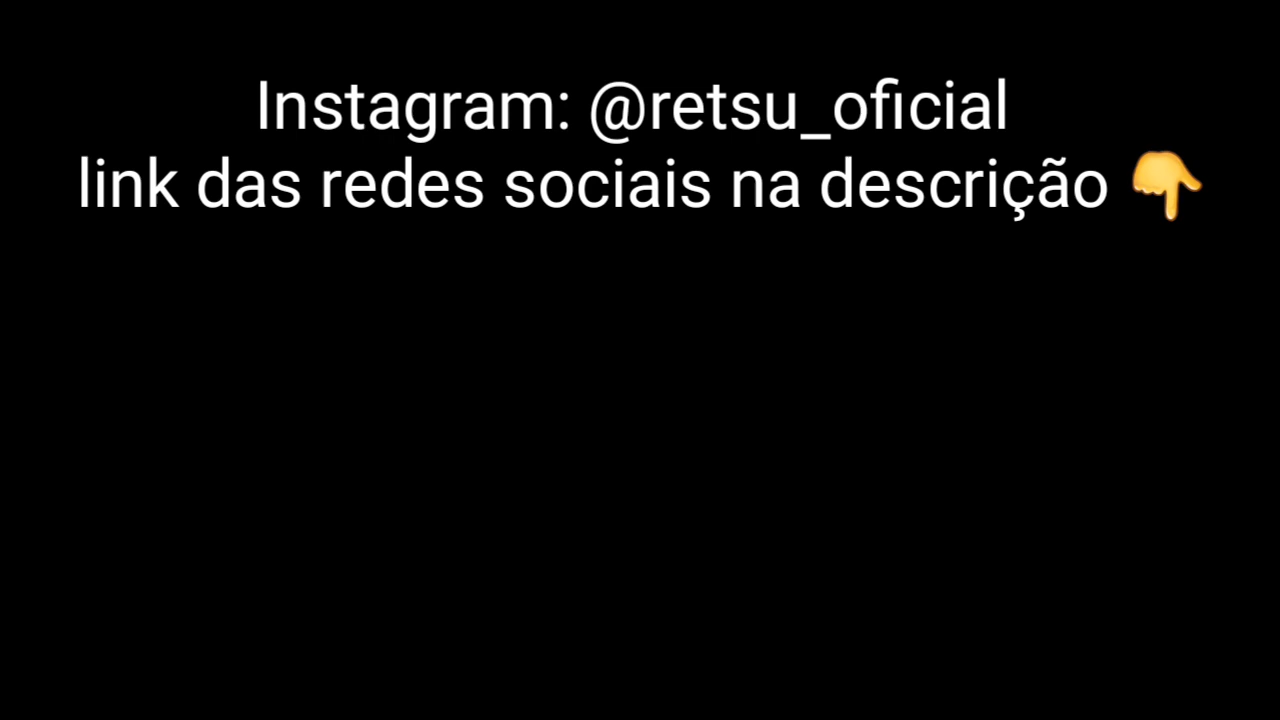 Instagram: @retsu_oficial
link das redes sociais na descrição 👇